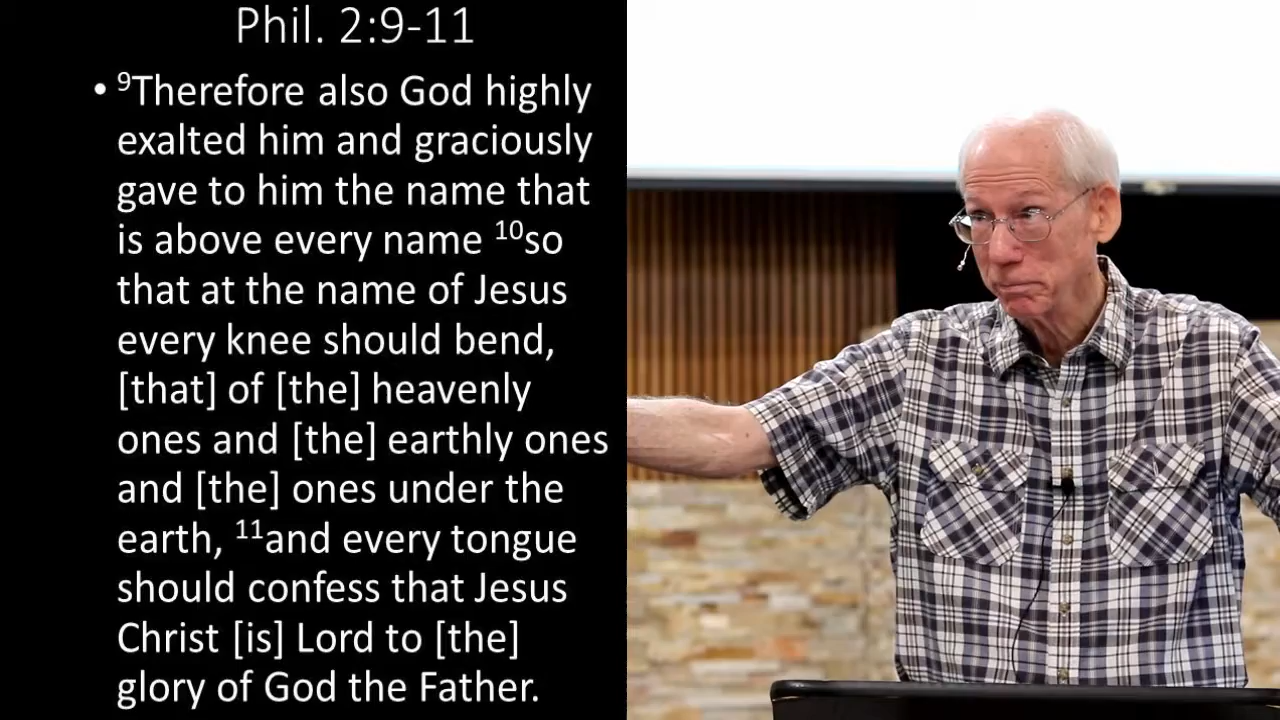 Phil. 2:9-11
• ⁹Therefore also God highly
exalted him and graciously
gave to him the name that
is above every name ¹⁰so
that at the name of Jesus
every knee should bend,
[that] of [the] heavenly
ones and [the] earthly ones
and [the] ones under the
earth, ¹¹and every tongue
should confess that Jesus
Christ [is] Lord to [the]
glory of God the Father.